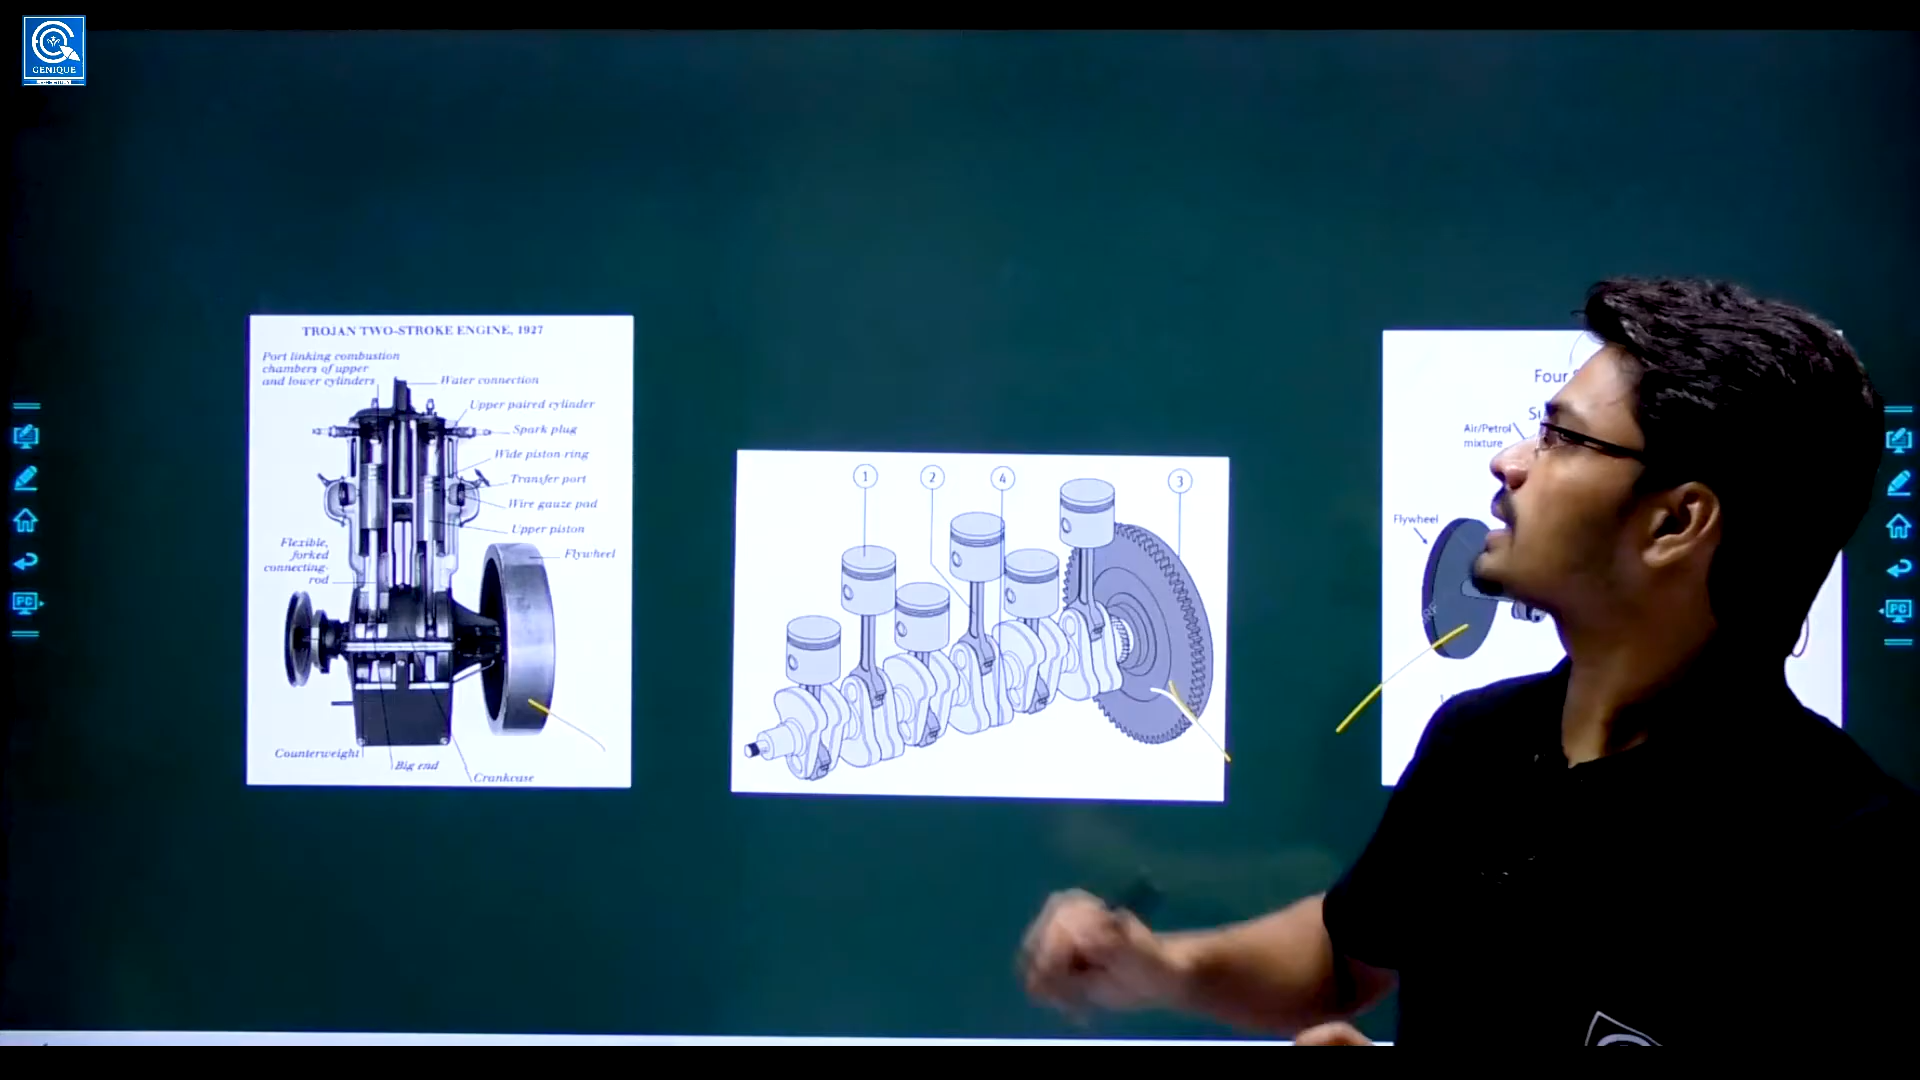 GENIQUE
TROJAN TWO-STROKE ENGINE, 1927
Port linking combustion
chambers of upper
and lower cylinders
Water connection
Upper paired cylinder
Spark plug
Wide piston ring
Transfer port
Wire gauze pad
Upper piston
Flywheel
Flexible,
forked
connecting-
rod
Counterweight
Big end
Crankcase
1
2
4
3
Four
Air/Petrol
mixture
Flywheel
PC
PC